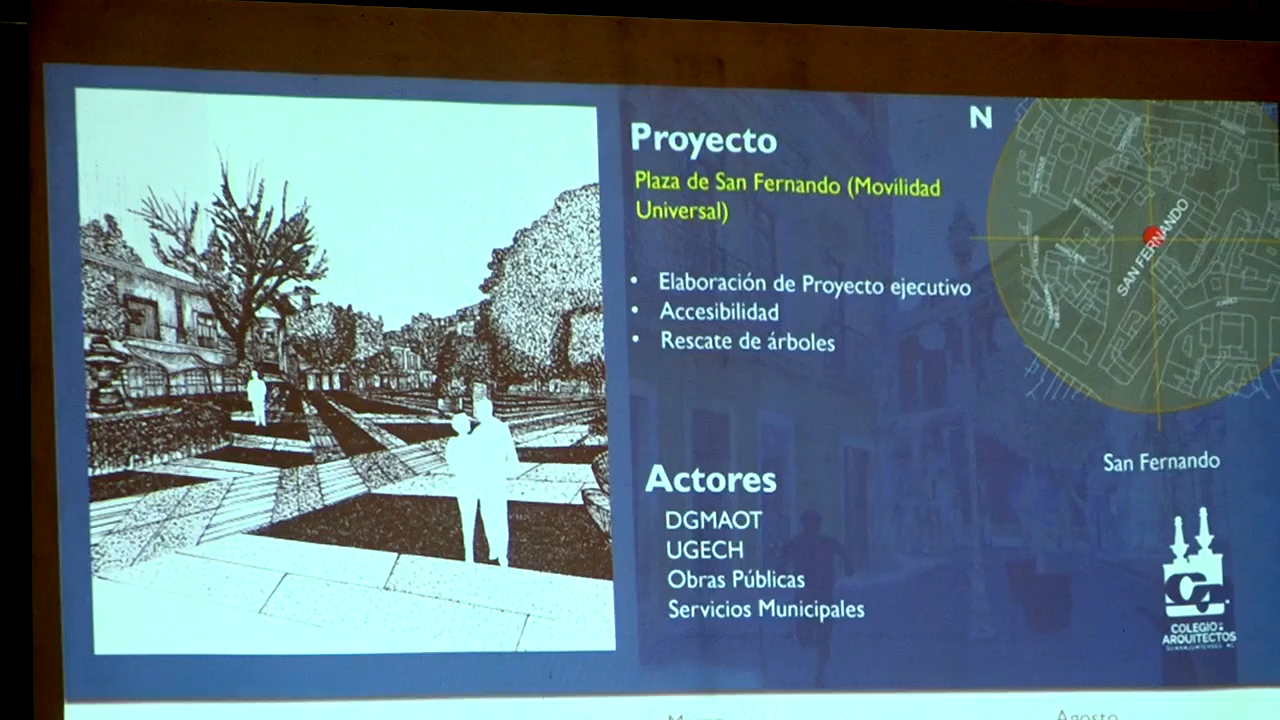 Proyecto
Plaza de San Fernando (Movilidad
Universal)
• Elaboración de Proyecto ejecutivo
• Accesibilidad
• Rescate de árboles
Actores
DGMAOT
UGECH
Obras Públicas
Servicios Municipales
N
SAN FERNANDO
San Fernando
COLEGIO DE
ARQUITECTOS
Agosto